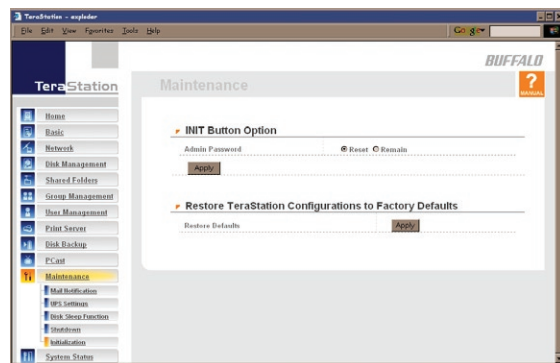 TeraStation - exploder
File Edit View Favorites Tools Help
BUFFALO
TeraStation
Maintenance
?
MANUAL
Home
Basic
Network
Disk Management
Shared Folders
Group Management
User Management
Print Server
Disk Backup
PCast
Maintenance
Mail Notification
UPS Settings
Disk Sleep Function
Shutdown
Initialization
System Status
INIT Button Option
Admin Password Reset Remain
Apply
Restore TeraStation Configurations to Factory Defaults
Restore Defaults Apply